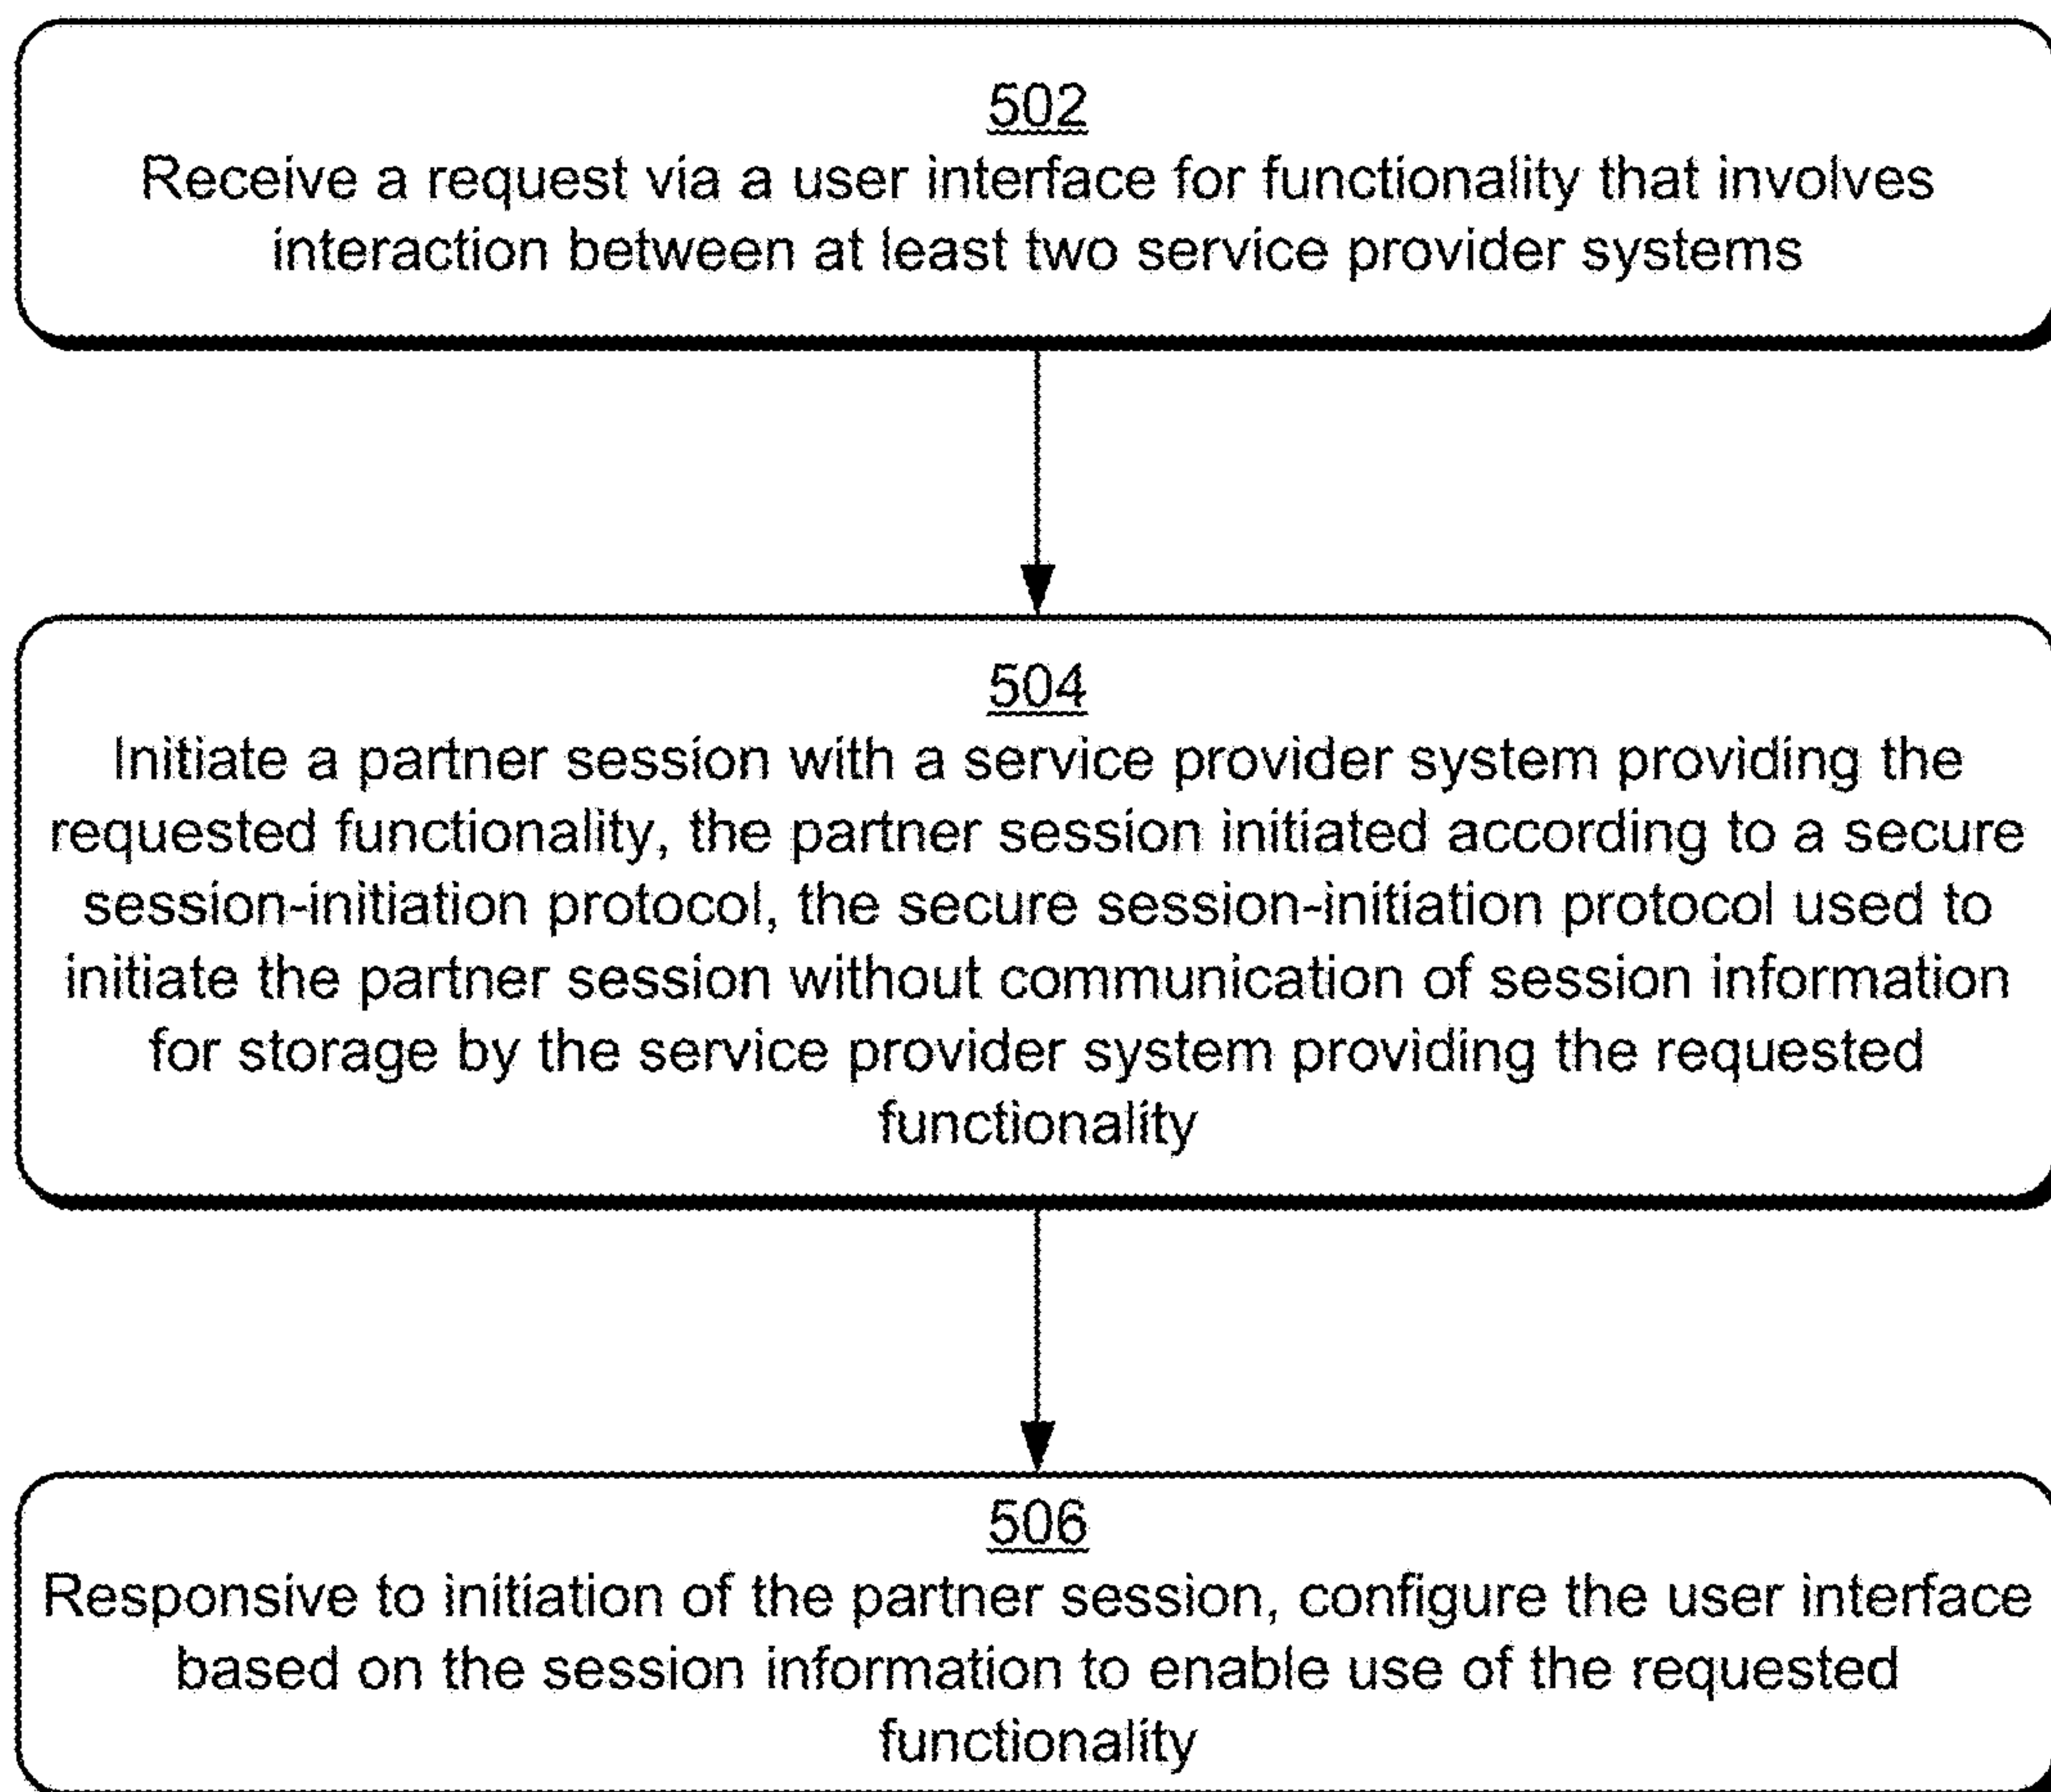 502
Receive a request via a user interface for functionality that involves
interaction between at least two service provider systems
504
Initiate a partner session with a service provider system providing the
requested functionality, the partner session initiated according to a secure
session-initiation protocol, the secure session-initiation protocol used to
initiate the partner session without communication of session information
for storage by the service provider system providing the requested
functionality
506
Responsive to initiation of the partner session, configure the user interface
based on the session information to enable use of the requested
functionality